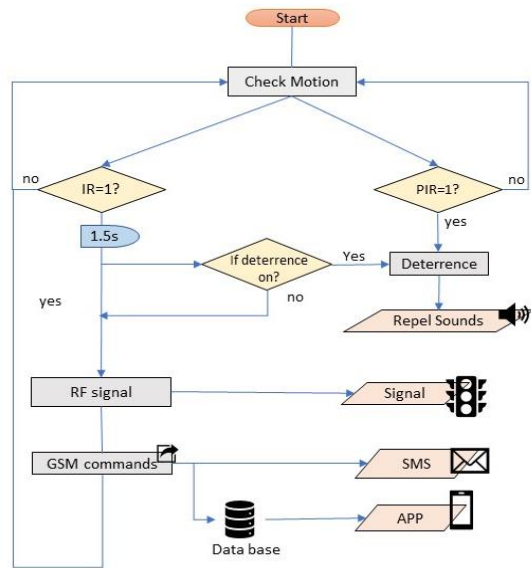 Start
Check Motion
no
IR=1?
PIR=1?
no
1.5s
yes
If deterrence
on?
Yes
Deterrence
no
yes
Repel Sounds
RF signal
Signal
GSM commands
SMS
APP
Data base